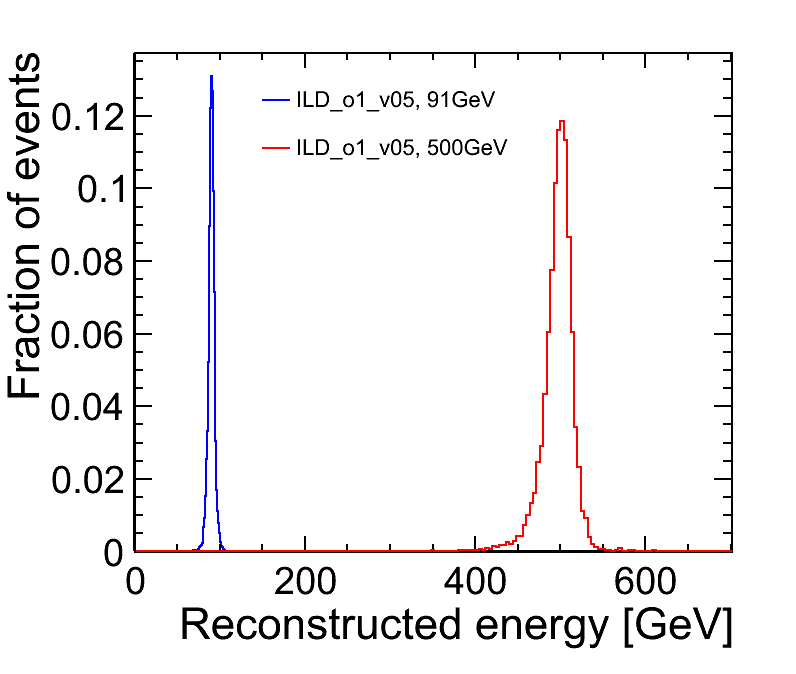 Fraction of events
0.12
0.1
0.08
0.06
0.04
0.02
0
ILD_o1_v05, 91GeV
ILD_o1_v05, 500GeV
0 200 400 600
Reconstructed energy [GeV]